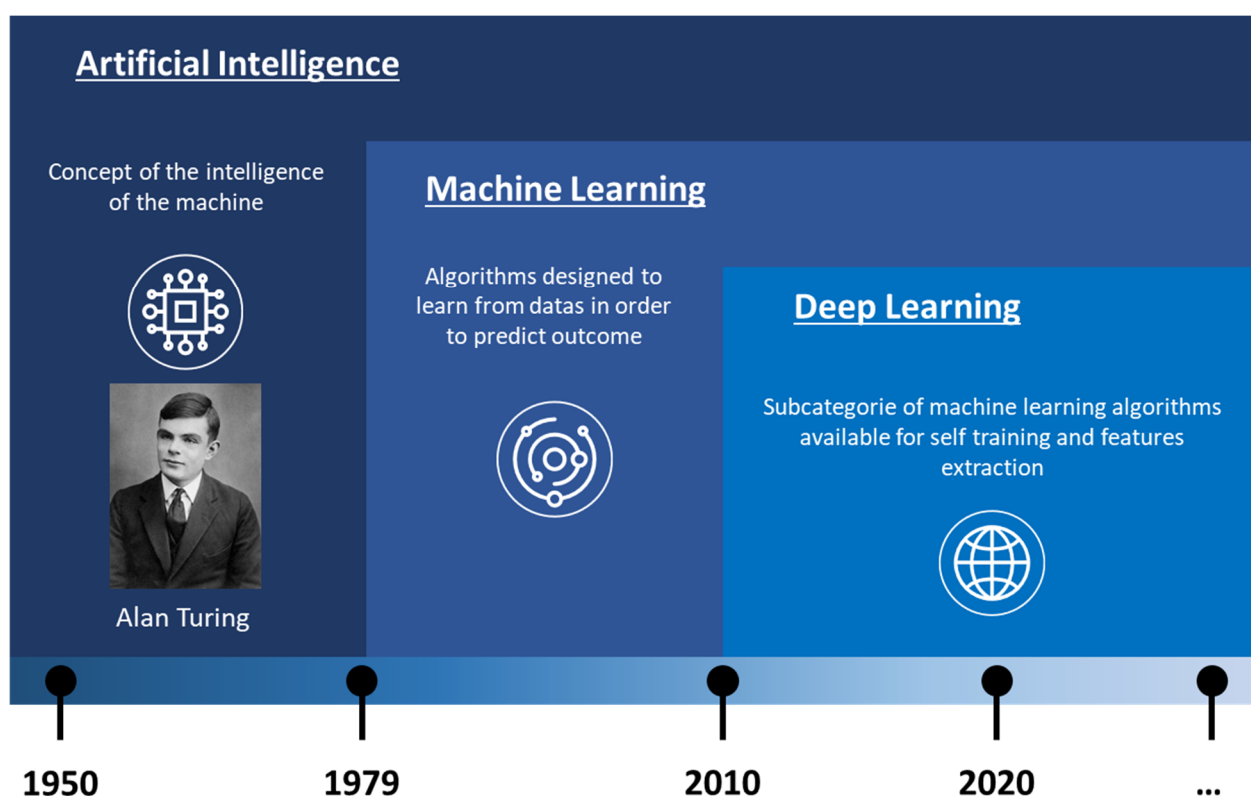 Artificial Intelligence
Concept of the intelligence
of the machine
Alan Turing
Machine Learning
Algorithms designed to
learn from datas in order
to predict outcome
Deep Learning
Subcategorie of machine learning algorithms
available for self training and features
extraction
1950
1979
2010
2020
...